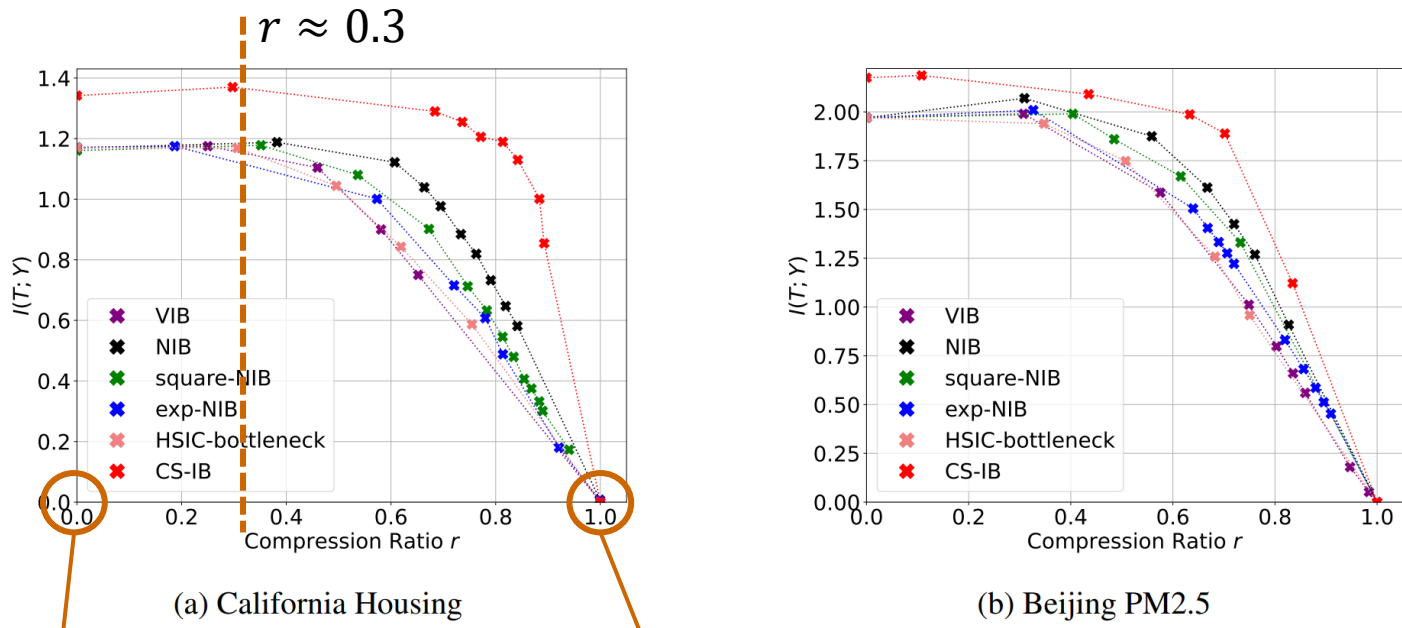 r ≈ 0.3
1.4
1.2
1.0
0.8
0.6
0.4
0.2
0.0
I(T; Y)
VIB
NIB
square-NIB
exp-NIB
HSIC-bottleneck
CS-IB
0.0 0.2 0.4 0.6 0.8 1.0
Compression Ratio r
(a) California Housing
2.00
1.75
1.50
1.25
1.00
0.75
0.50
0.25
0.00
I(T; Y)
VIB
NIB
square-NIB
exp-NIB
HSIC-bottleneck
CS-IB
0.0 0.2 0.4 0.6 0.8 1.0
Compression Ratio r
(b) Beijing PM2.5